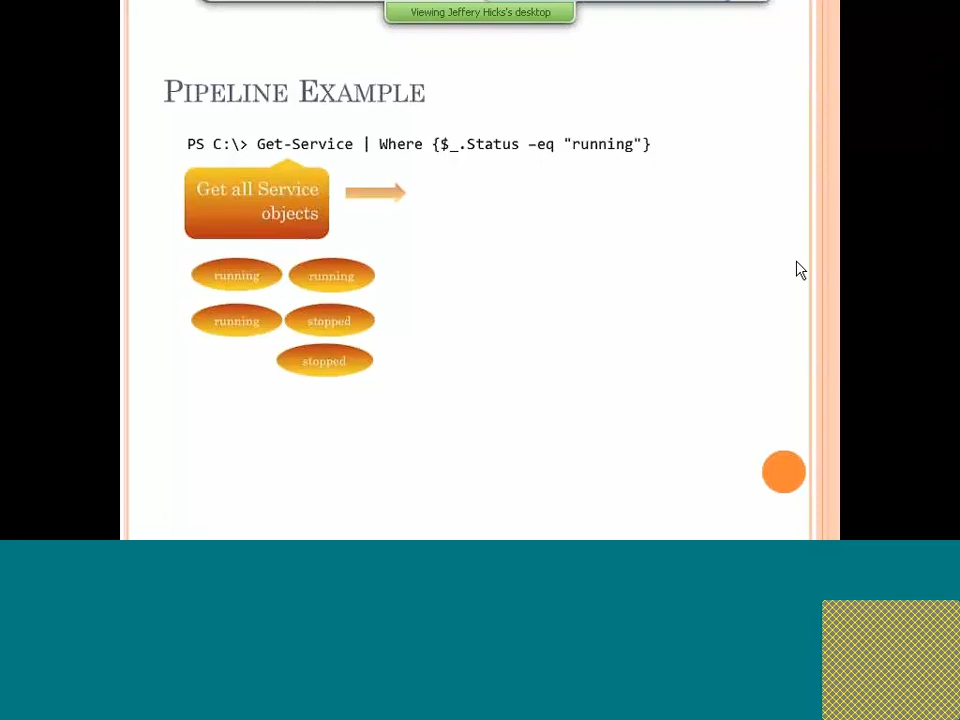 Viewing Jeffery Hicks's desktop
PIPELINE EXAMPLE
PS C:\> Get-Service | Where {$_.Status –eq "running"}
Get all Service
objects
running running
running stopped
stopped